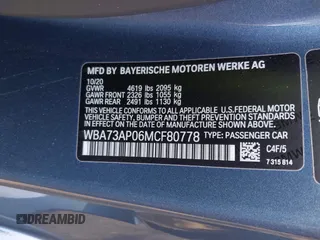 MFD BY BAYERISCHE MOTOREN WERKE AG
10/20
GVWR 4619 lbs 2095 kg
GAWR FRONT 2326 lbs 1055 kg
GAWR REAR 2491 lbs 1130 kg
THIS VEHICLE CONFORMS TO ALL APPLICABLE U.S.FEDERAL MOTOR
VEHICLE SAFETY, BUMPER, AND THEFT PREVENTION STANDARDS IN
EFFECT ON THE DATE OF MANUFACTURE SHOWN ABOVE.
WBA73AP06MCF80778 TYPE: PASSENGER CAR
C4F/5
7 315 814
DREAMBID